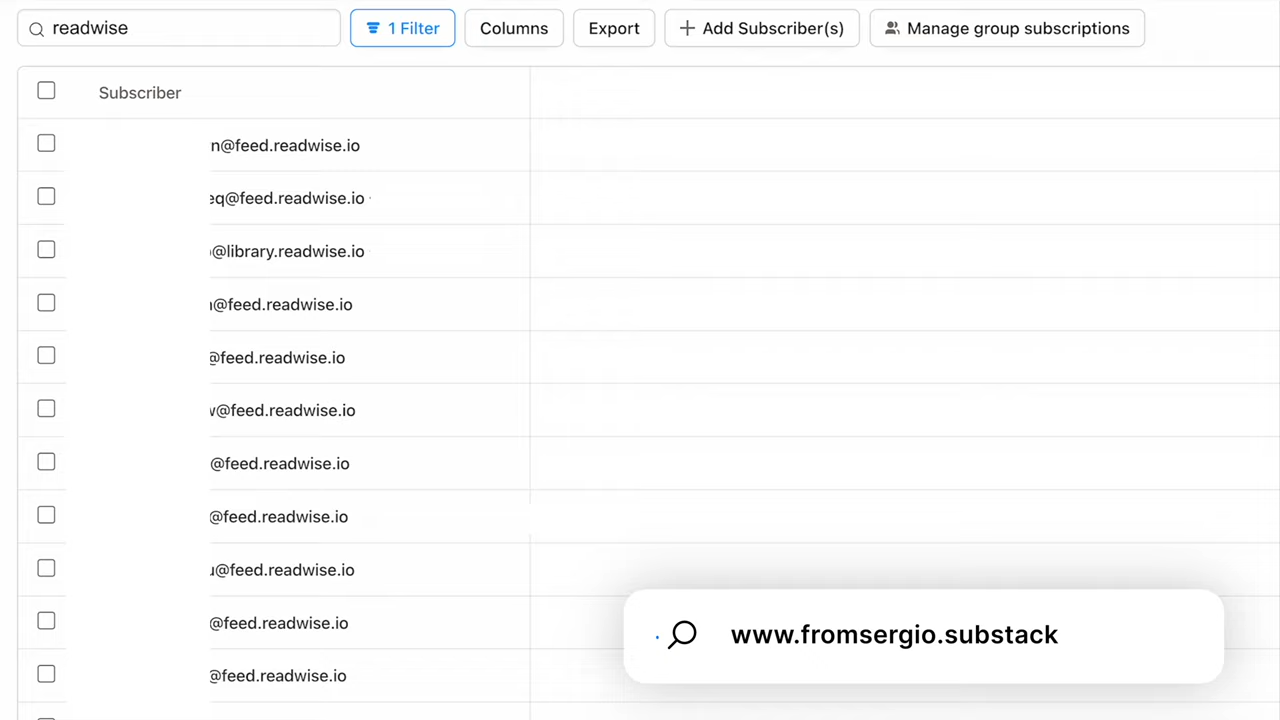 readwise
1 Filter
Columns
Export
Add Subscriber(s)
Manage group subscriptions
Subscriber
n@feed.readwise.io
eq@feed.readwise.io
@library.readwise.io
@feed.readwise.io
@feed.readwise.io
w@feed.readwise.io
@feed.readwise.io
@feed.readwise.io
u@feed.readwise.io
@feed.readwise.io
@feed.readwise.io
www.fromsergio.substack